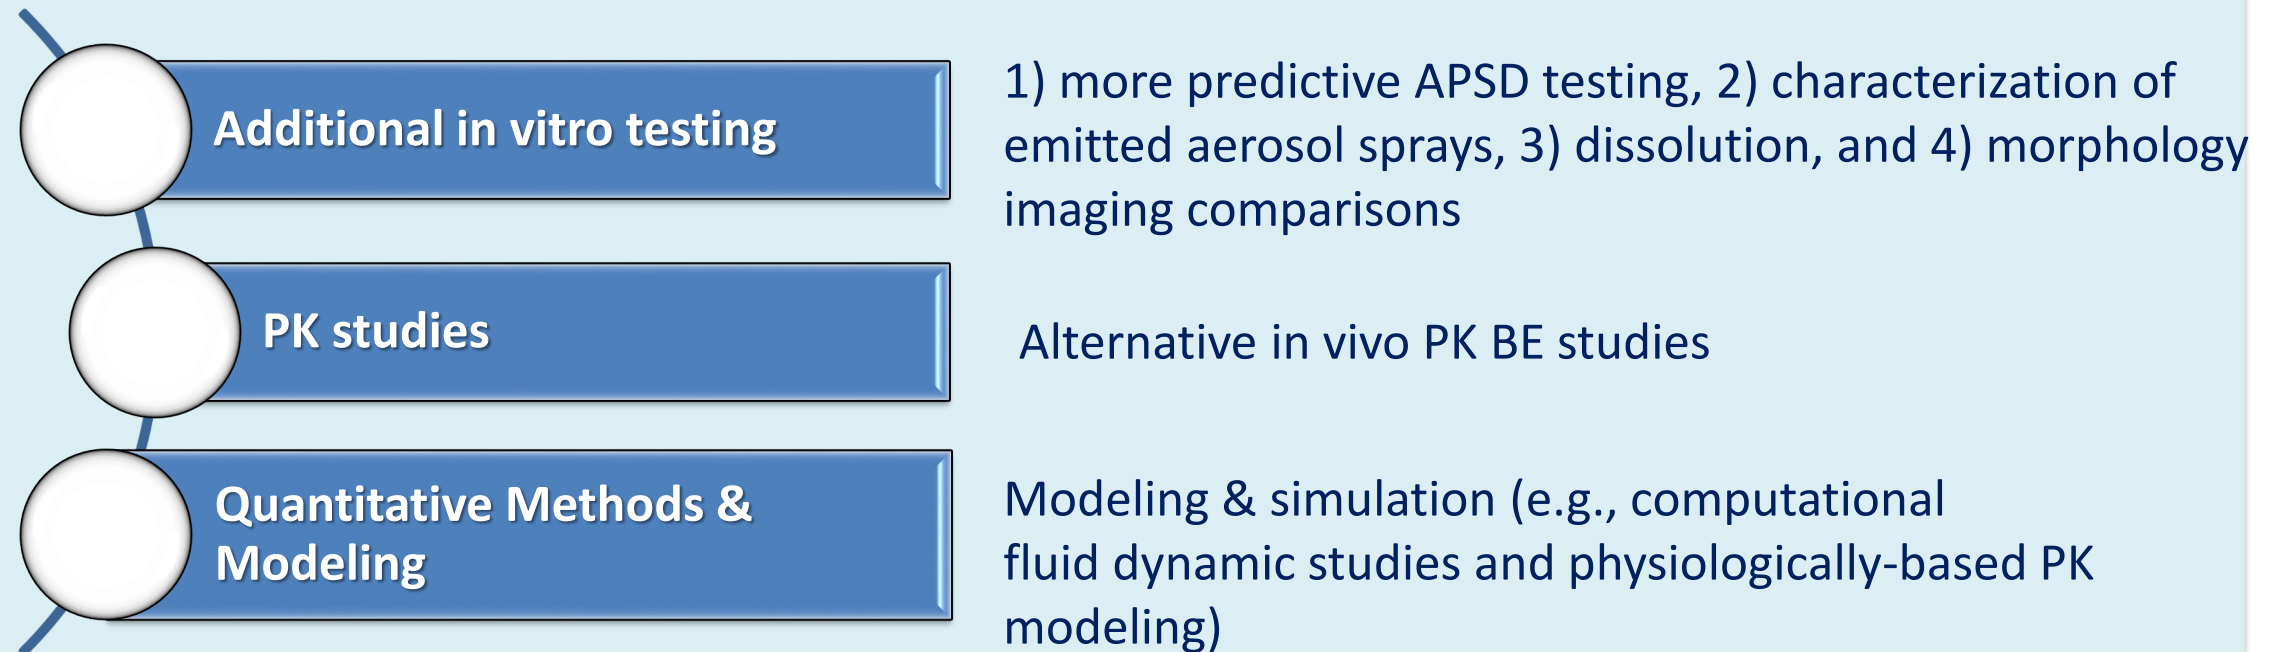 Additional in vitro testing
1) more predictive APSD testing, 2) characterization of
emitted aerosol sprays, 3) dissolution, and 4) morphology
imaging comparisons
PK studies
Alternative in vivo PK BE studies
Quantitative Methods &
Modeling
Modeling & simulation (e.g., computational
fluid dynamic studies and physiologically-based PK
modeling)